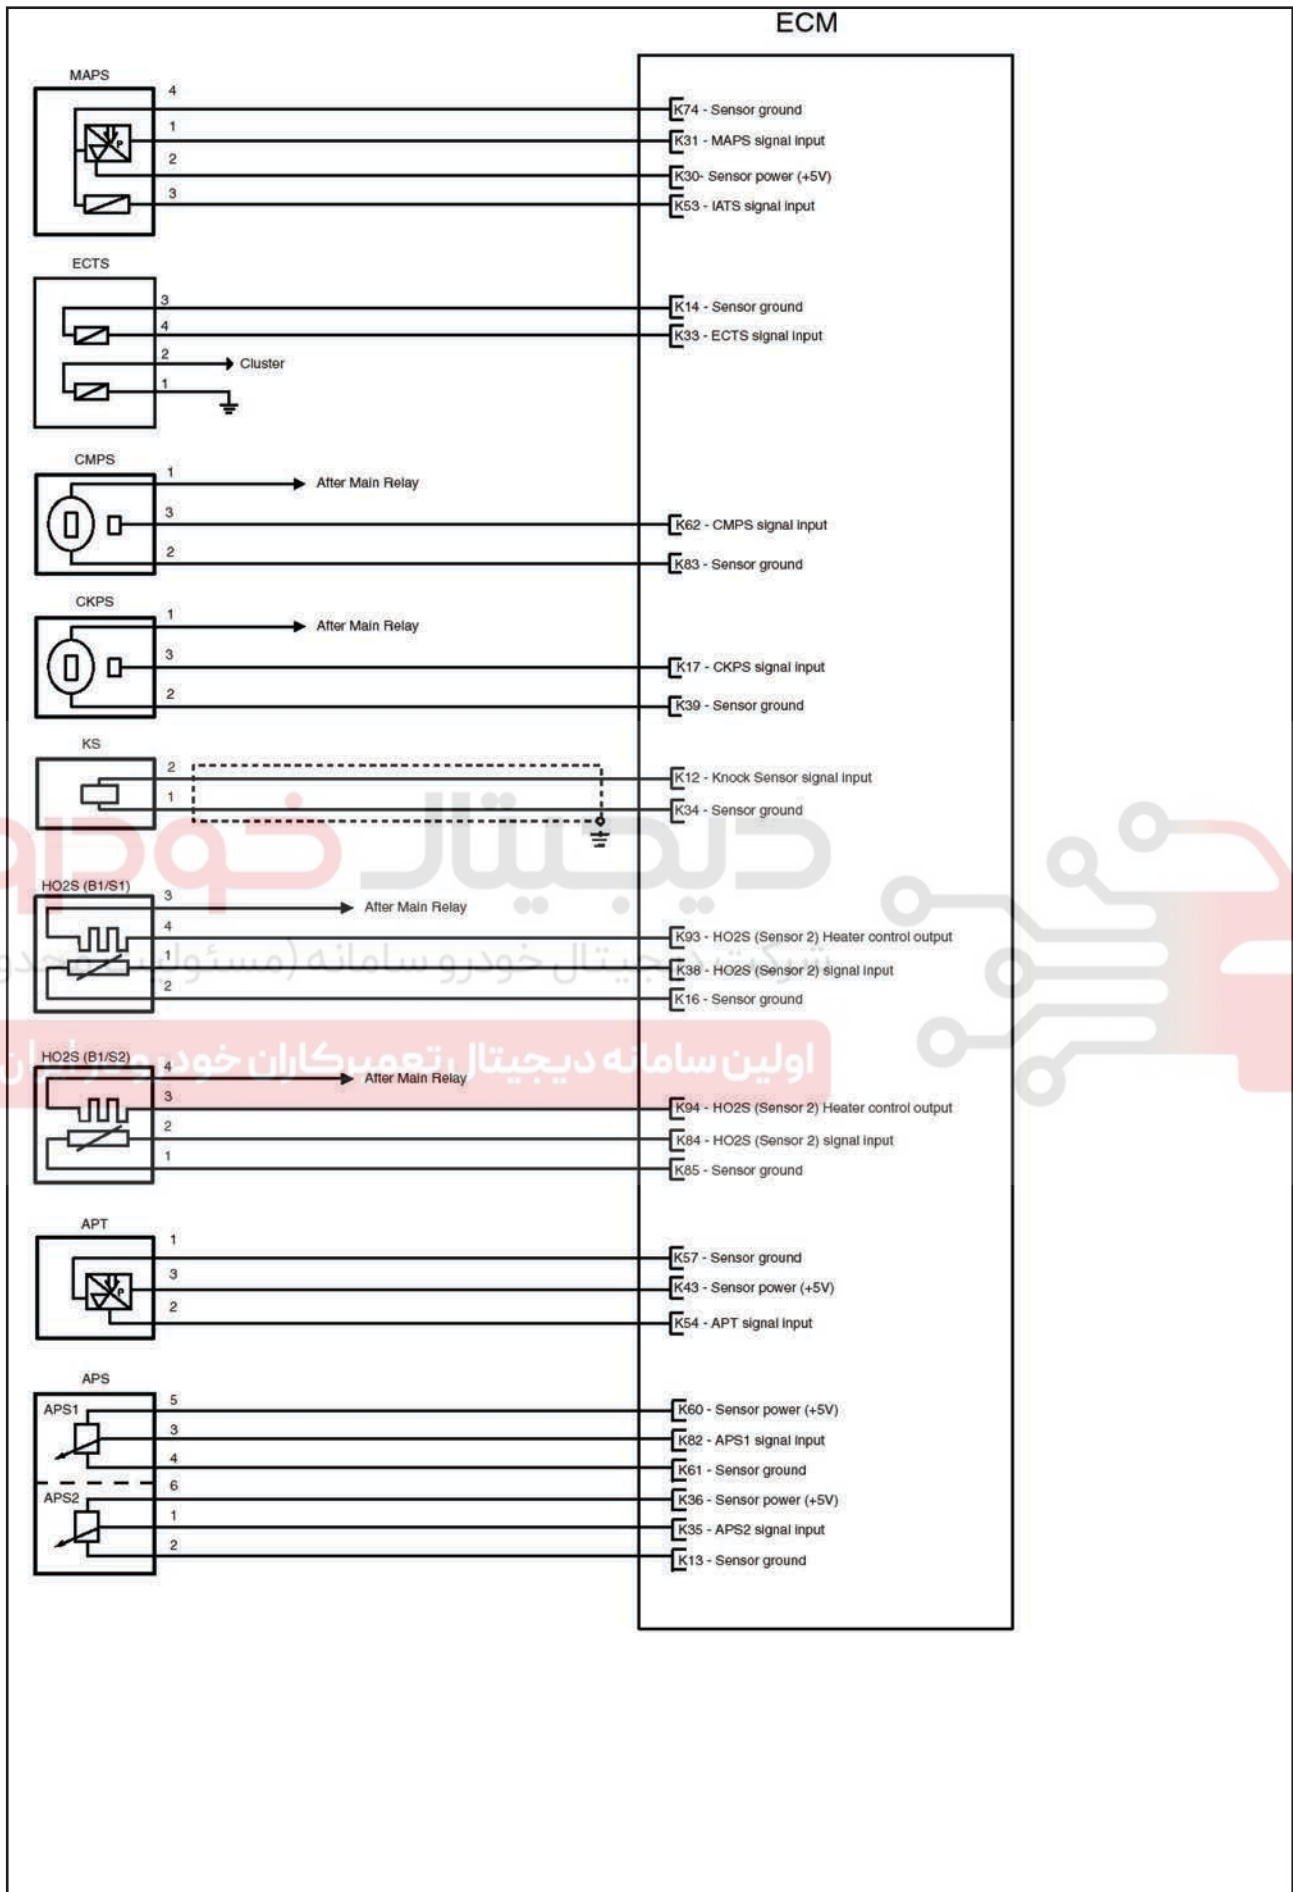 ECM
MAPS
4
K74 - Sensor ground
1
K31 - MAPS signal input
2
K30- Sensor power (+5V)
3
K53 - IATS signal input
ECTS
3
K14 - Sensor ground
4
K33 - ECTS signal input
2
Cluster
1
CMPS
1
After Main Relay
3
K62 - CMPS signal input
2
K83 - Sensor ground
CKPS
1
After Main Relay
3
K17 - CKPS signal input
2
K39 - Sensor ground
KS
2
K12 - Knock Sensor signal input
1
K34 - Sensor ground
دیجیتال خودرو
HO2S (B1/S1)
3
After Main Relay
4
K93 - HO2S (Sensor 2) Heater control output
شرکت دیجیتال خودرو سامانه (مسئولیت
1
K38 - HO2S (Sensor 2) signal input
2
K16 - Sensor ground
اولین سامانه دیجیتال تعمیرکاران خودرو در ایران
HO2S (B1/S2)
4
After Main Relay
3
K94 - HO2S (Sensor 2) Heater control output
2
K84 - HO2S (Sensor 2) signal input
1
K85 - Sensor ground
APT
1
K57 - Sensor ground
3
K43 - Sensor power (+5V)
P
2
K54 - APT signal input
APS
APS1
5
K60 - Sensor power (+5V)
3
K82 - APS1 signal input
4
K61 - Sensor ground
APS2
6
K36 - Sensor power (+5V)
1
K35 - APS2 signal input
2
K13 - Sensor ground